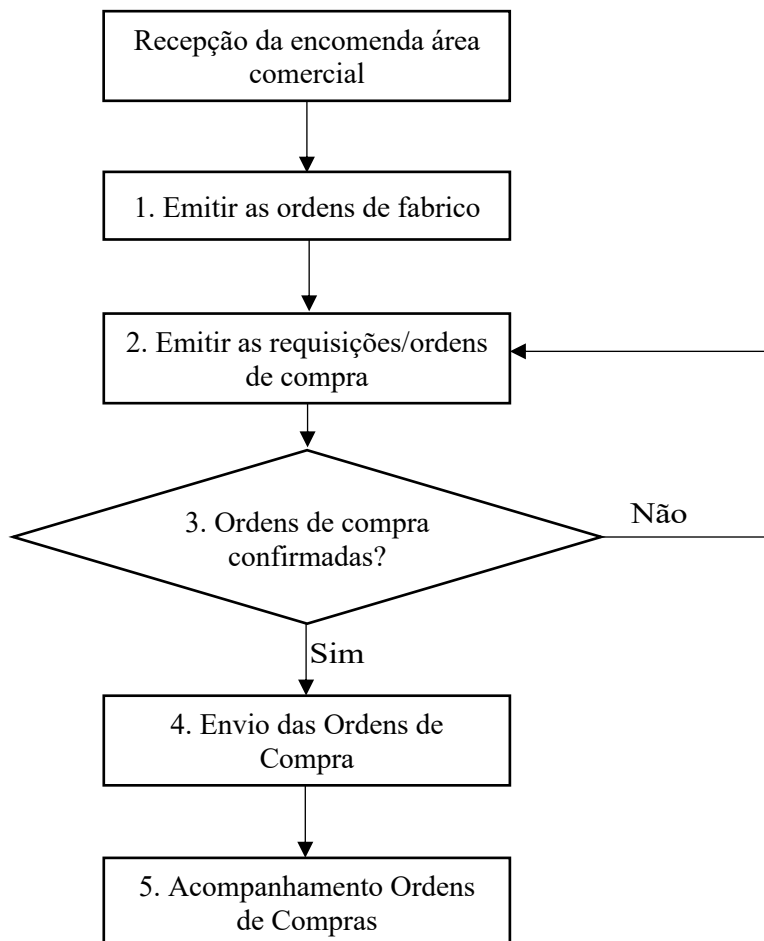 Recepção da encomenda área
comercial
1. Emitir as ordens de fabrico
2. Emitir as requisições/ordens
de compra
3. Ordens de compra
confirmadas?
Não
Sim
4. Envio das Ordens de
Compra
5. Acompanhamento Ordens
de Compras